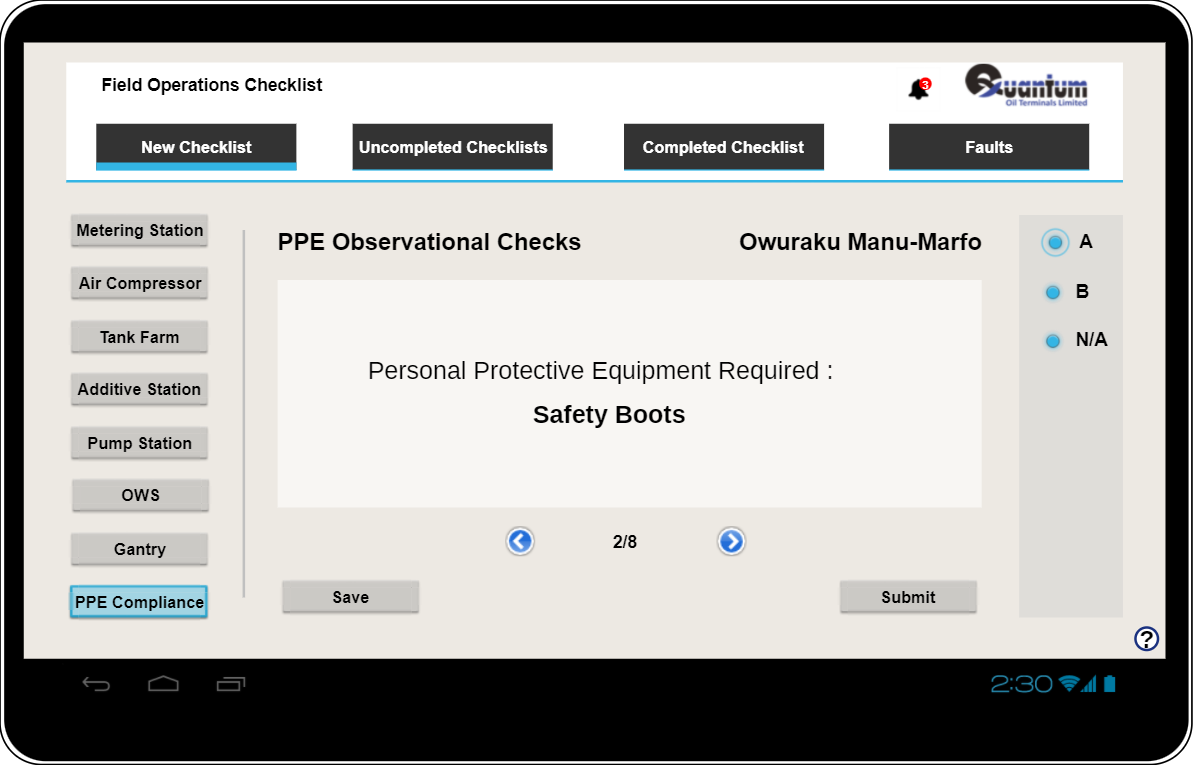 Field Operations Checklist
3
Quantum
Oil Terminals Limited
New Checklist
Uncompleted Checklists
Completed Checklist
Faults
Metering Station
Air Compressor
Tank Farm
Additive Station
Pump Station
OWS
Gantry
PPE Compliance
PPE Observational Checks
Owuraku Manu-Marfo
Personal Protective Equipment Required :
Safety Boots
2/8
Save
Submit
A
B
N/A
?
2:30